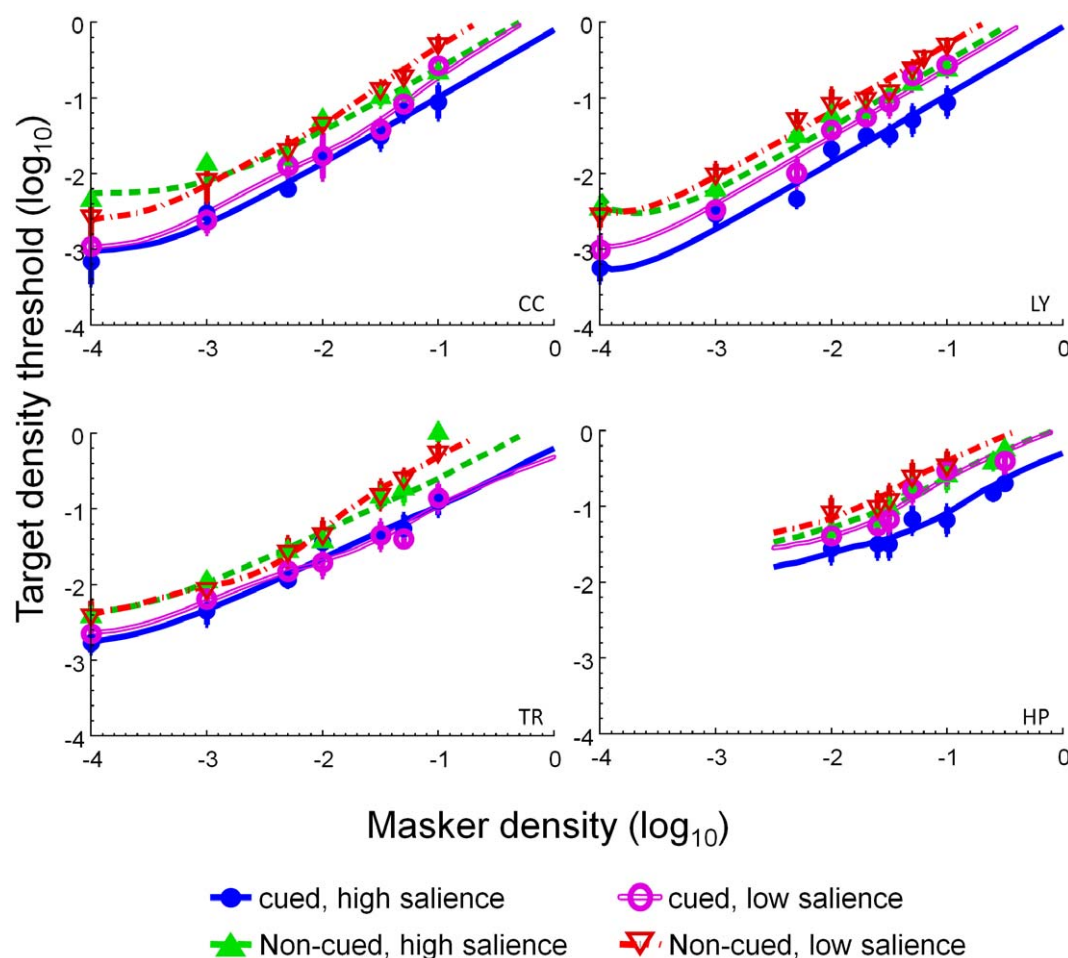 Target density threshold (log10)
0
-1
-2
-3
-4
-4 -3 -2 -1 0
CC
0
-1
-2
-3
-4
-4 -3 -2 -1 0
LY
0
-1
-2
-3
-4
-4 -3 -2 -1 0
TR
0
-1
-2
-3
-4
-4 -3 -2 -1 0
HP
Masker density (log10)
cued, high salience
cued, low salience
Non-cued, high salience
Non-cued, low salience